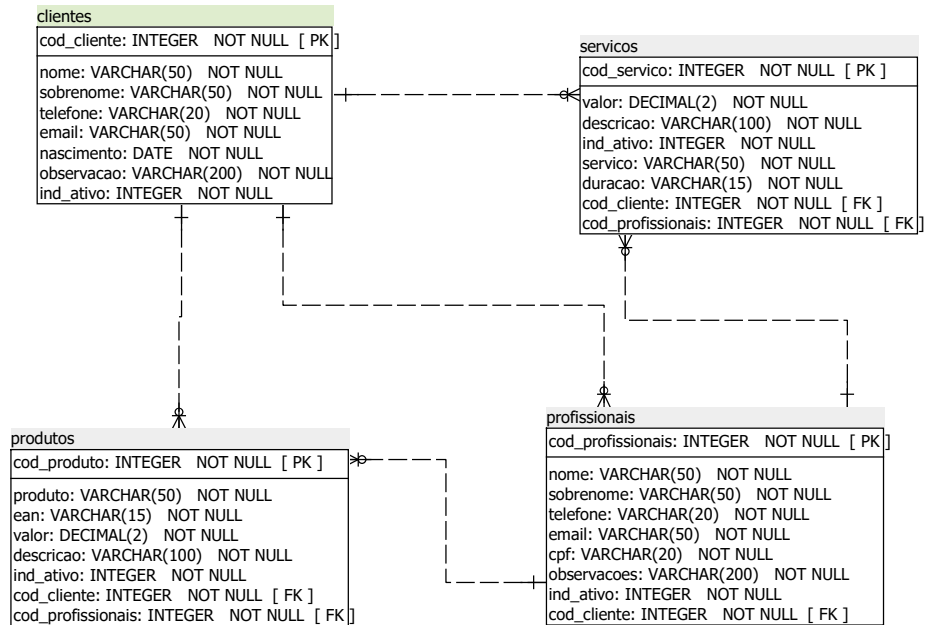 clientes
cod_cliente: INTEGER NOT NULL [ PK ]
nome: VARCHAR(50) NOT NULL
sobrenome: VARCHAR(50) NOT NULL
telefone: VARCHAR(20) NOT NULL
email: VARCHAR(50) NOT NULL
nascimento: DATE NOT NULL
observacao: VARCHAR(200) NOT NULL
ind_ativo: INTEGER NOT NULL
servicos
cod_servico: INTEGER NOT NULL [ PK ]
valor: DECIMAL(2) NOT NULL
descricao: VARCHAR(100) NOT NULL
ind_ativo: INTEGER NOT NULL
servico: VARCHAR(50) NOT NULL
duracao: VARCHAR(15) NOT NULL
cod_cliente: INTEGER NOT NULL [ FK ]
cod_profissionais: INTEGER NOT NULL [ FK ]
produtos
cod_produto: INTEGER NOT NULL [ PK ]
produto: VARCHAR(50) NOT NULL
ean: VARCHAR(15) NOT NULL
valor: DECIMAL(2) NOT NULL
descricao: VARCHAR(100) NOT NULL
ind_ativo: INTEGER NOT NULL
cod_cliente: INTEGER NOT NULL [ FK ]
cod_profissionais: INTEGER NOT NULL [ FK ]
profissionais
cod_profissionais: INTEGER NOT NULL [ PK ]
nome: VARCHAR(50) NOT NULL
sobrenome: VARCHAR(50) NOT NULL
telefone: VARCHAR(20) NOT NULL
email: VARCHAR(50) NOT NULL
cpf: VARCHAR(20) NOT NULL
observacoes: VARCHAR(200) NOT NULL
ind_ativo: INTEGER NOT NULL
cod_cliente: INTEGER NOT NULL [ FK ]